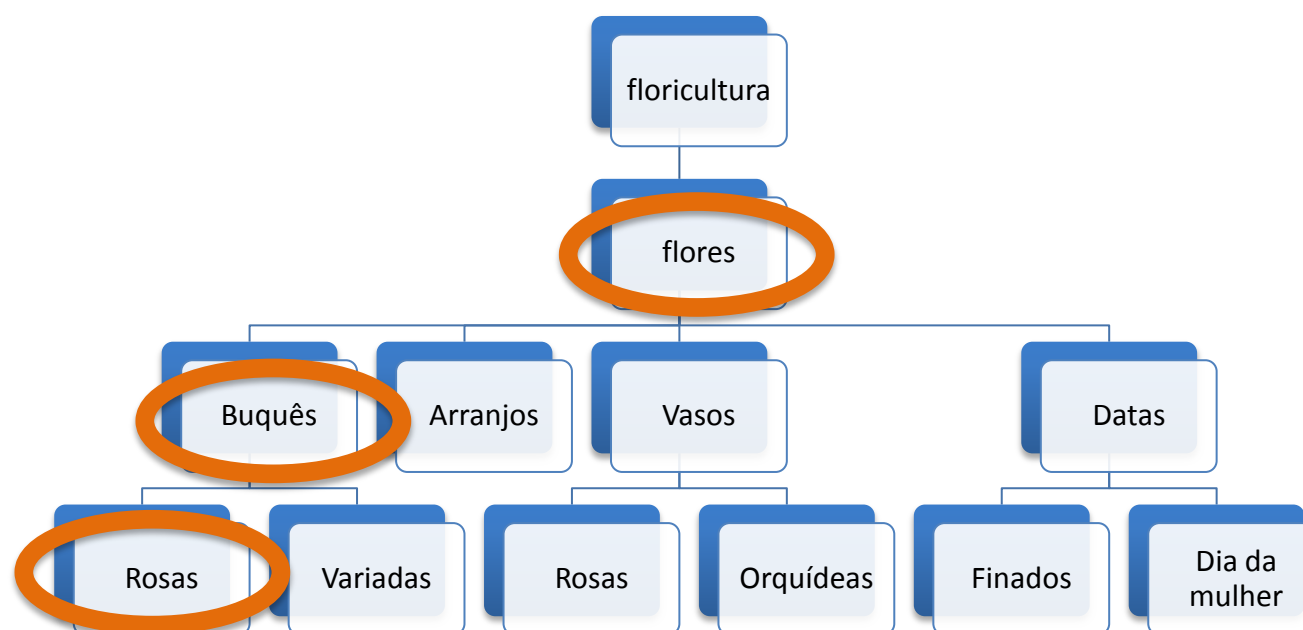 floricultura
flores
Buquês
Arranjos
Vasos
Datas
Rosas
Variadas
Rosas
Orquídeas
Finados
Dia da
mulher